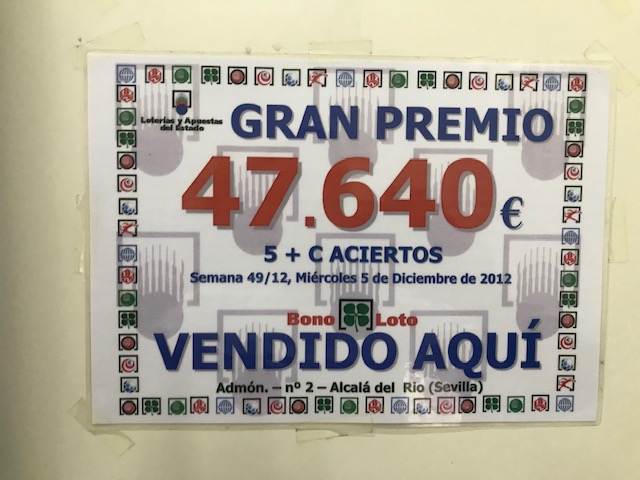 Loterías y Apuestas
del Estado
GRAN PREMIO
47.640 €
5 + C ACIERTOS
Semana 49/12, Miércoles 5 de Diciembre de 2012
Bono Loto
VENDIDO AQUÍ
Admón. – nº 2 – Alcalá del Rio (Sevilla)